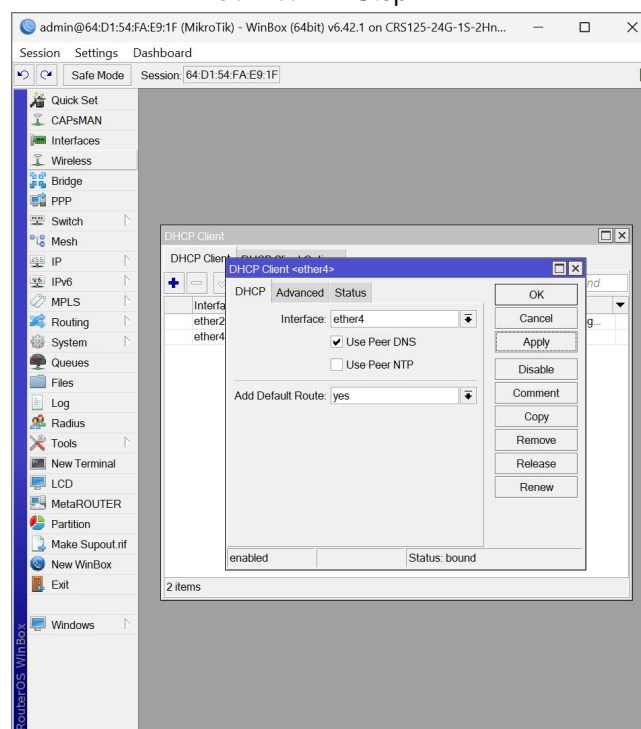 admin@64:D1:54:FA:E9:1F (MikroTik) - WinBox (64bit) v6.42.1 on CRS125-24G-1S-2Hn...
Session Settings Dashboard
Safe Mode Session: 64:D1:54:FA:E9:1F
Quick Set
CAPsMAN
Interfaces
Wireless
Bridge
PPP
Switch
Mesh
IP
IPv6
MPLS
Routing
System
Queues
Files
Log
Radius
Tools
New Terminal
LCD
MetaROUTER
Partition
Make Supout.rif
New WinBox
Exit
Windows
RouterOS WinBox
DHCP Client
DHCP Client
Interfa
ether2 g...
ether4
2 items
DHCP Client <ether4>
DHCP Advanced Status
Interface: ether4
Use Peer DNS
Use Peer NTP
Add Default Route: yes
OK
Cancel
Apply
Disable
Comment
Copy
Remove
Release
Renew
enabled Status: bound